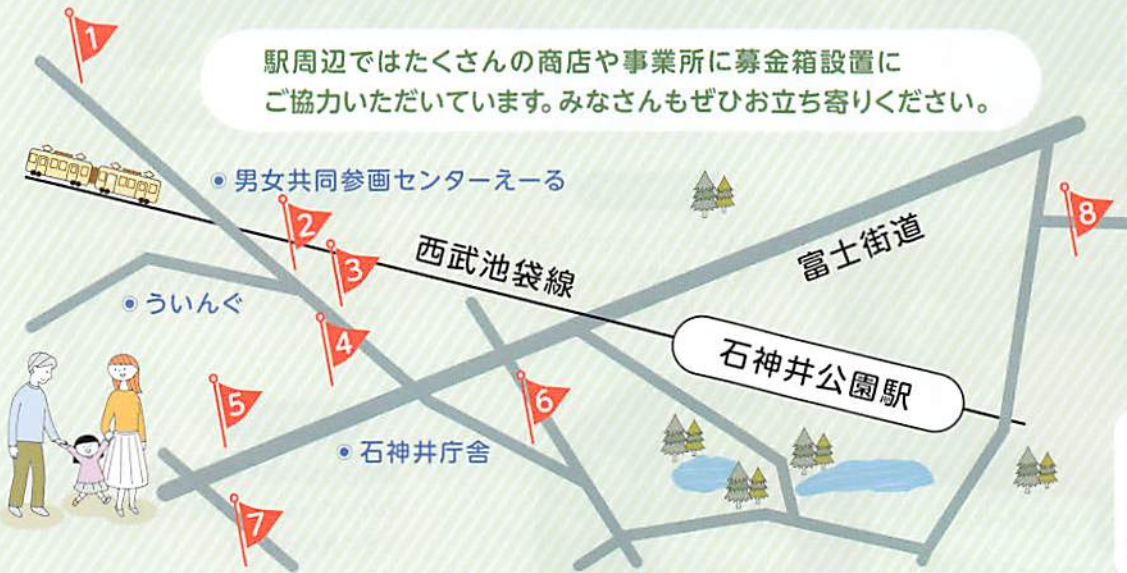 1
駅周辺ではたくさんの商店や事業所に募金箱設置に
ご協力いただいています。みなさんもぜひお立ち寄りください。
男女共同参画センターえーる
2
3
西武池袋線
富士街道
8
ういんぐ
4
石神井公園駅
5
6
石神井庁舎
7